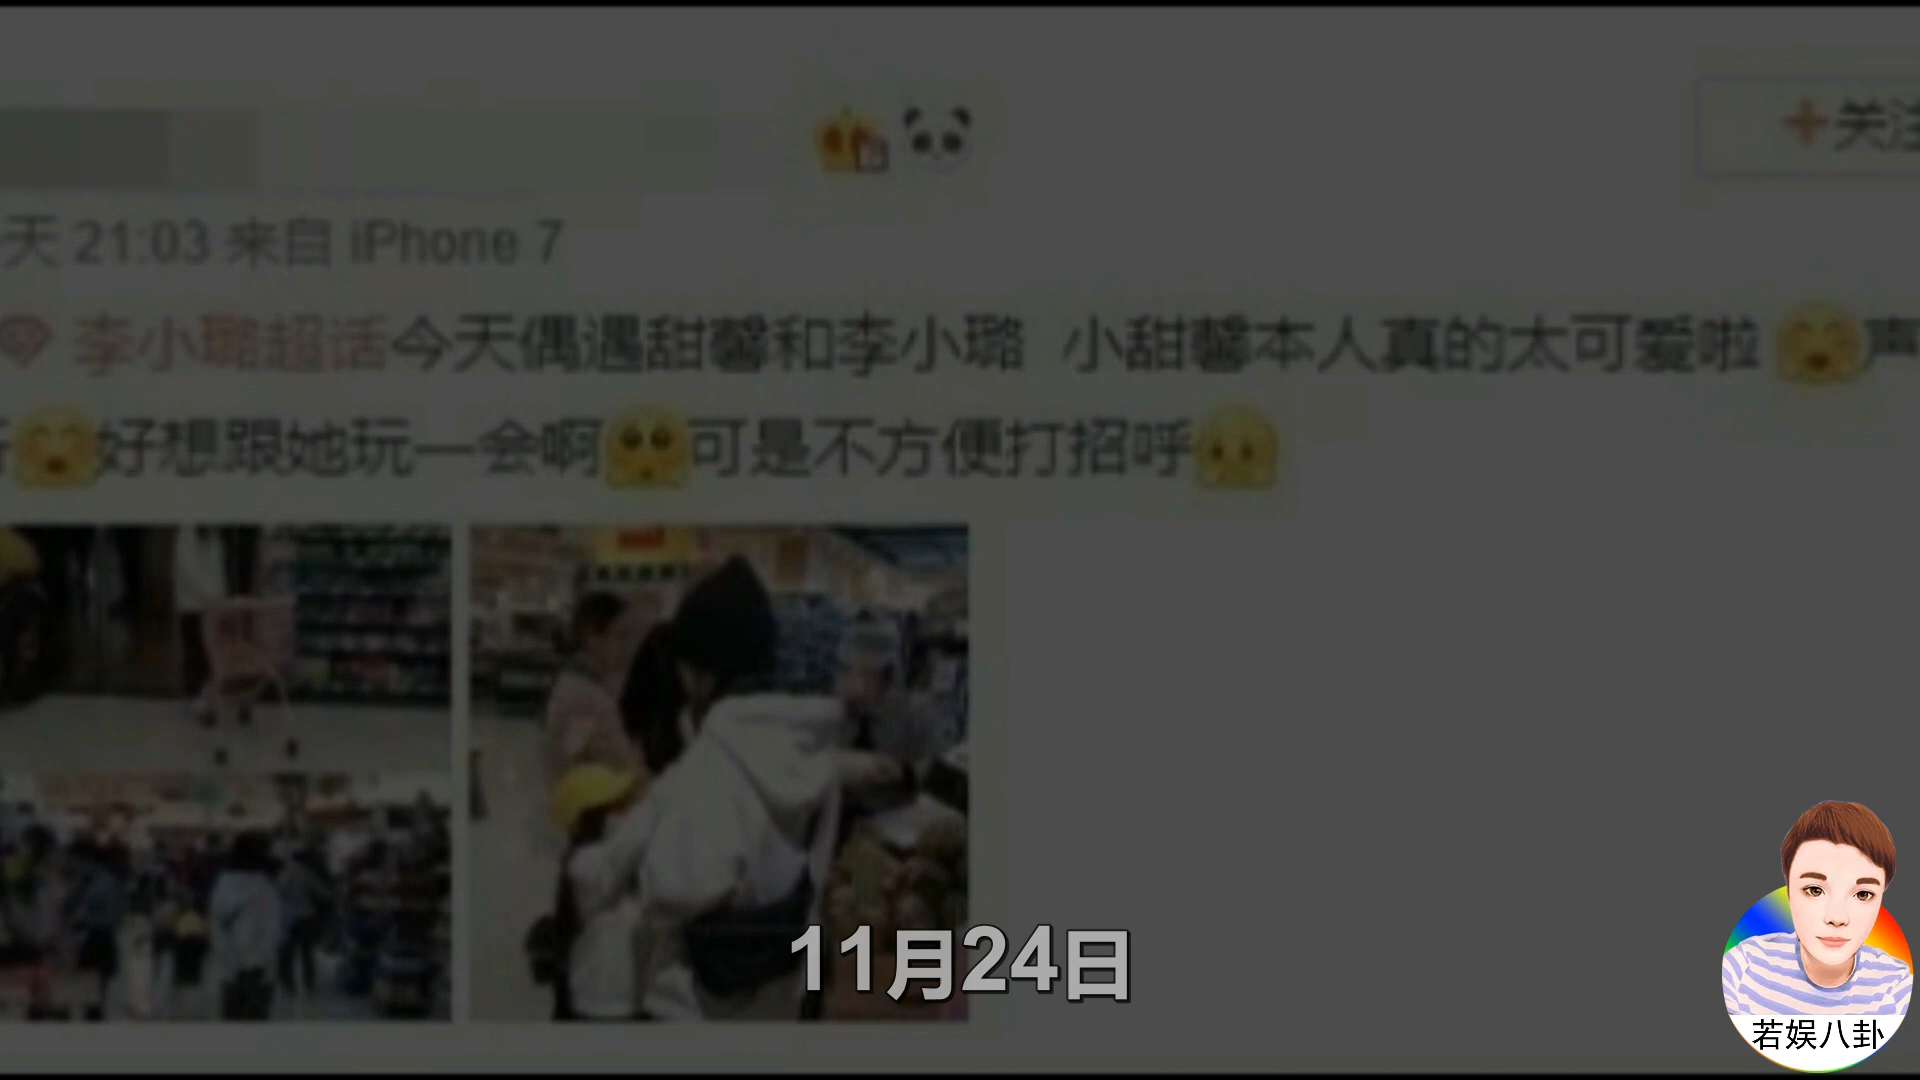 关注
天 21:03 来自 iPhone 7
李小璐超话今天偶遇甜馨和李小璐 小甜馨本人真的太可爱啦 声
好想跟她玩一会啊 可是不方便打招呼
11月24日
若娱八卦